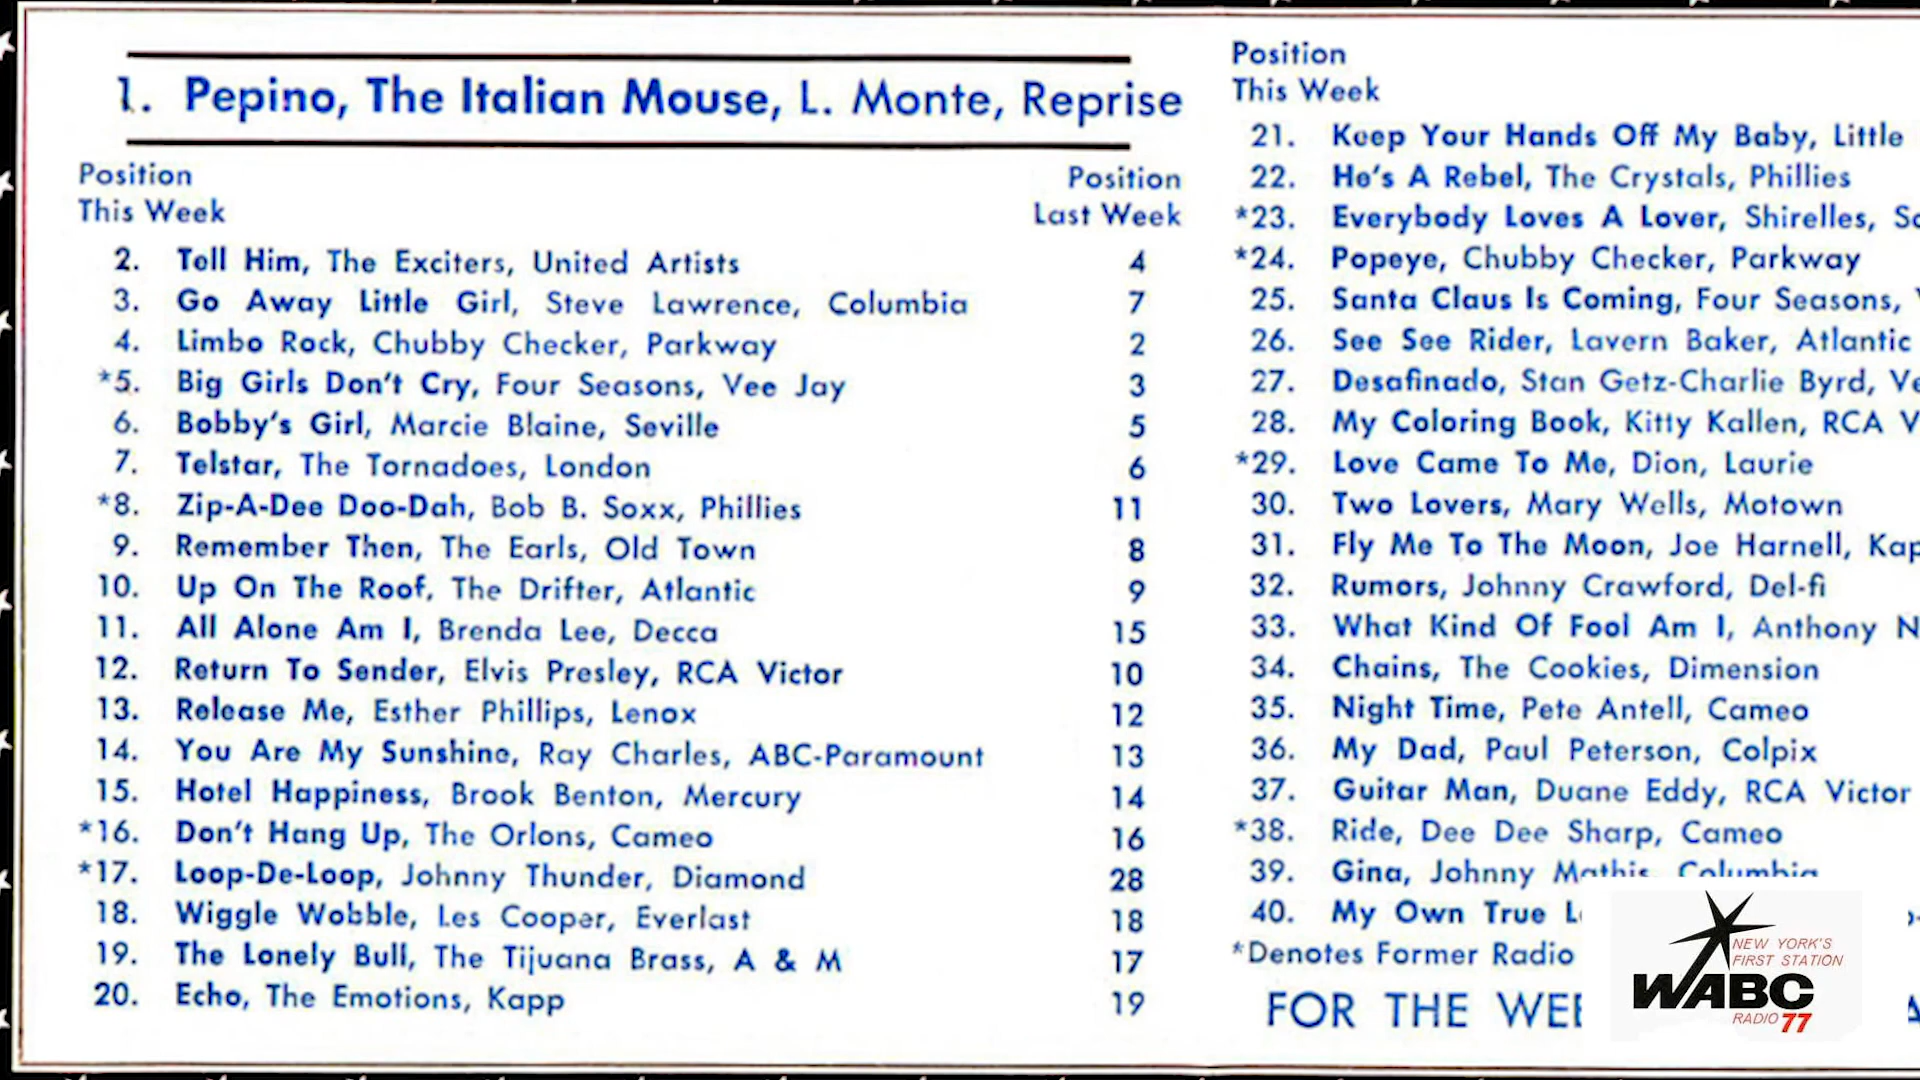 1. Pepino, The Italian Mouse, L. Monte, Reprise
Position This Week
Position Last Week
2. Tell Him, The Exciters, United Artists 4
3. Go Away Little Girl, Steve Lawrence, Columbia 7
4. Limbo Rock, Chubby Checker, Parkway 2
*5. Big Girls Don't Cry, Four Seasons, Vee Jay 3
6. Bobby's Girl, Marcie Blaine, Seville 5
7. Telstar, The Tornadoes, London 6
*8. Zip-A-Dee Doo-Dah, Bob B. Soxx, Phillies 11
9. Remember Then, The Earls, Old Town 8
10. Up On The Roof, The Drifter, Atlantic 9
11. All Alone Am I, Brenda Lee, Decca 15
12. Return To Sender, Elvis Presley, RCA Victor 10
13. Release Me, Esther Phillips, Lenox 12
14. You Are My Sunshine, Ray Charles, ABC-Paramount 13
15. Hotel Happiness, Brook Benton, Mercury 14
*16. Don't Hang Up, The Orlons, Cameo 16
*17. Loop-De-Loop, Johnny Thunder, Diamond 28
18. Wiggle Wobble, Les Cooper, Everlast 18
19. The Lonely Bull, The Tijuana Brass, A & M 17
20. Echo, The Emotions, Kapp 19
Position
This Week
21. Keep Your Hands Off My Baby, Little
22. He's A Rebel, The Crystals, Phillies
*23. Everybody Loves A Lover, Shirelles,
*24. Popeye, Chubby Checker, Parkway
25. Santa Claus Is Coming, Four Seasons,
26. See See Rider, Lavern Baker, Atlantic
27. Desafinado, Stan Getz-Charlie Byrd,
28. My Coloring Book, Kitty Kallen, RCA V
*29. Love Came To Me, Dion, Laurie
30. Two Lovers, Mary Wells, Motown
31. Fly Me To The Moon, Joe Harnell, Kap
32. Rumors, Johnny Crawford, Del-fi
33. What Kind Of Fool Am I, Anthony N
34. Chains, The Cookies, Dimension
35. Night Time, Pete Antell, Cameo
36. My Dad, Paul Peterson, Colpix
37. Guitar Man, Duane Eddy, RCA Victor
*38. Ride, Dee Dee Sharp, Cameo
39. Gina, Johnny Mathis, Columbia
40. My Own True
*Denotes Former Radio
FOR THE WEE
NEW YORK'S
FIRST STATION
WABC
RADIO 77